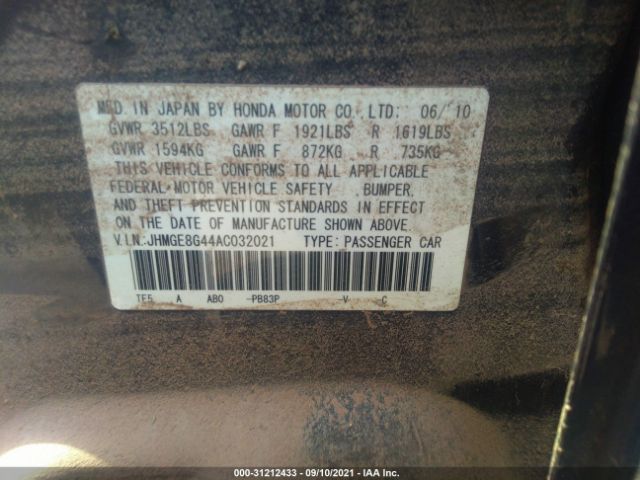 MFD IN JAPAN BY HONDA MOTOR CO., LTD: 06/10
GVWR 3512LBS GAWR F 1921LBS R 1619LBS
GVWR 1594KG GAWR F 872KG R 735KG
THIS VEHICLE CONFORMS TO ALL APPLICABLE
FEDERAL MOTOR VEHICLE SAFETY ,BUMPER,
AND THEFT PREVENTION STANDARDS IN EFFECT
ON THE DATE OF MANUFACTURE SHOWN ABOVE.
V.I.N.:JHMGE8G44AC032021 TYPE: PASSENGER CAR
TF5 A AB0 -PB83P -V -C
000-31212433 - 09/10/2021 - IAA Inc.